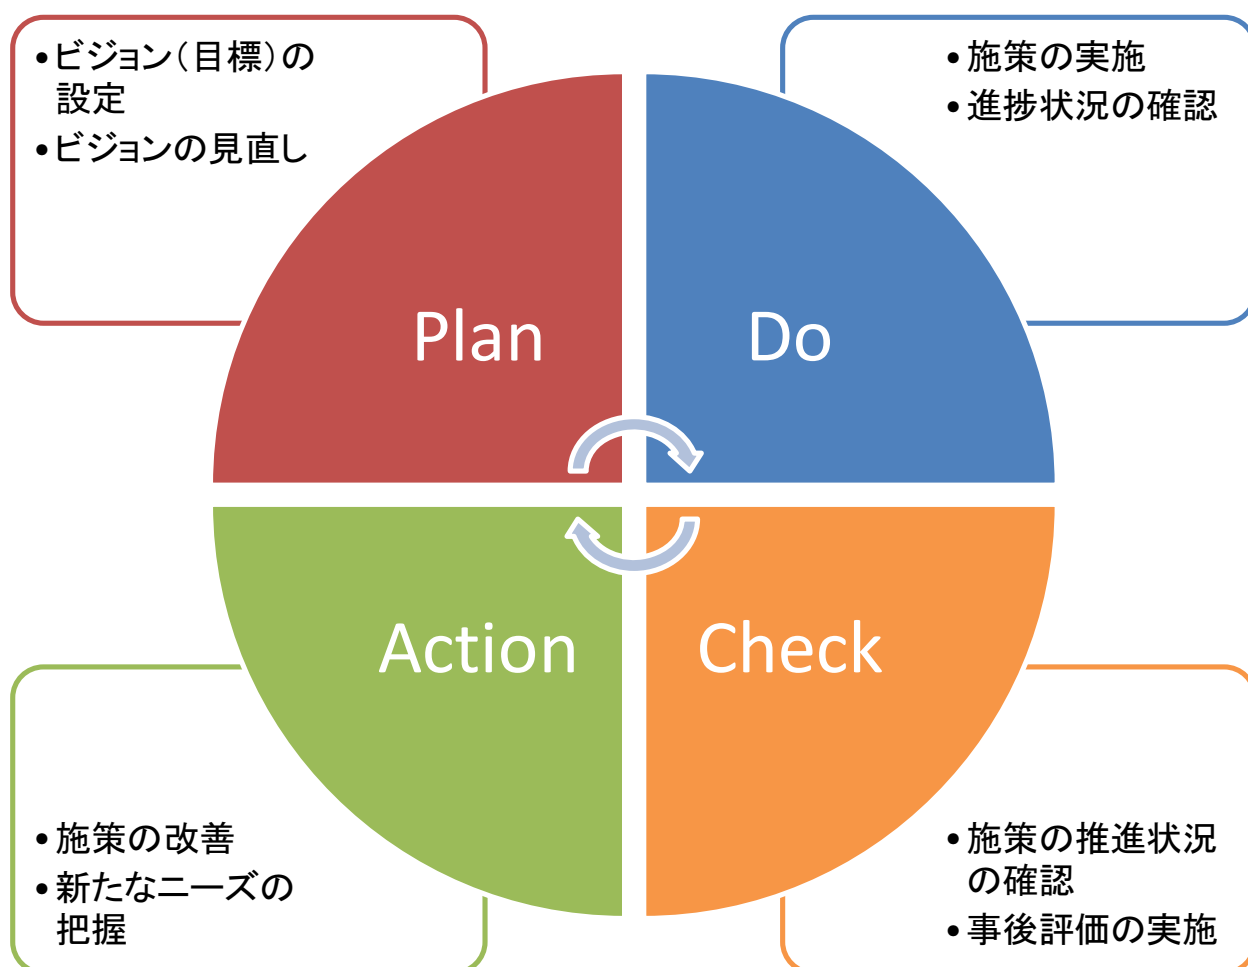 •ビジョン（目標）の
設定
•ビジョンの見直し
•施策の実施
•進捗状況の確認
Plan
Do
Action
Check
•施策の改善
•新たなニーズの
把握
•施策の推進状況
の確認
•事後評価の実施